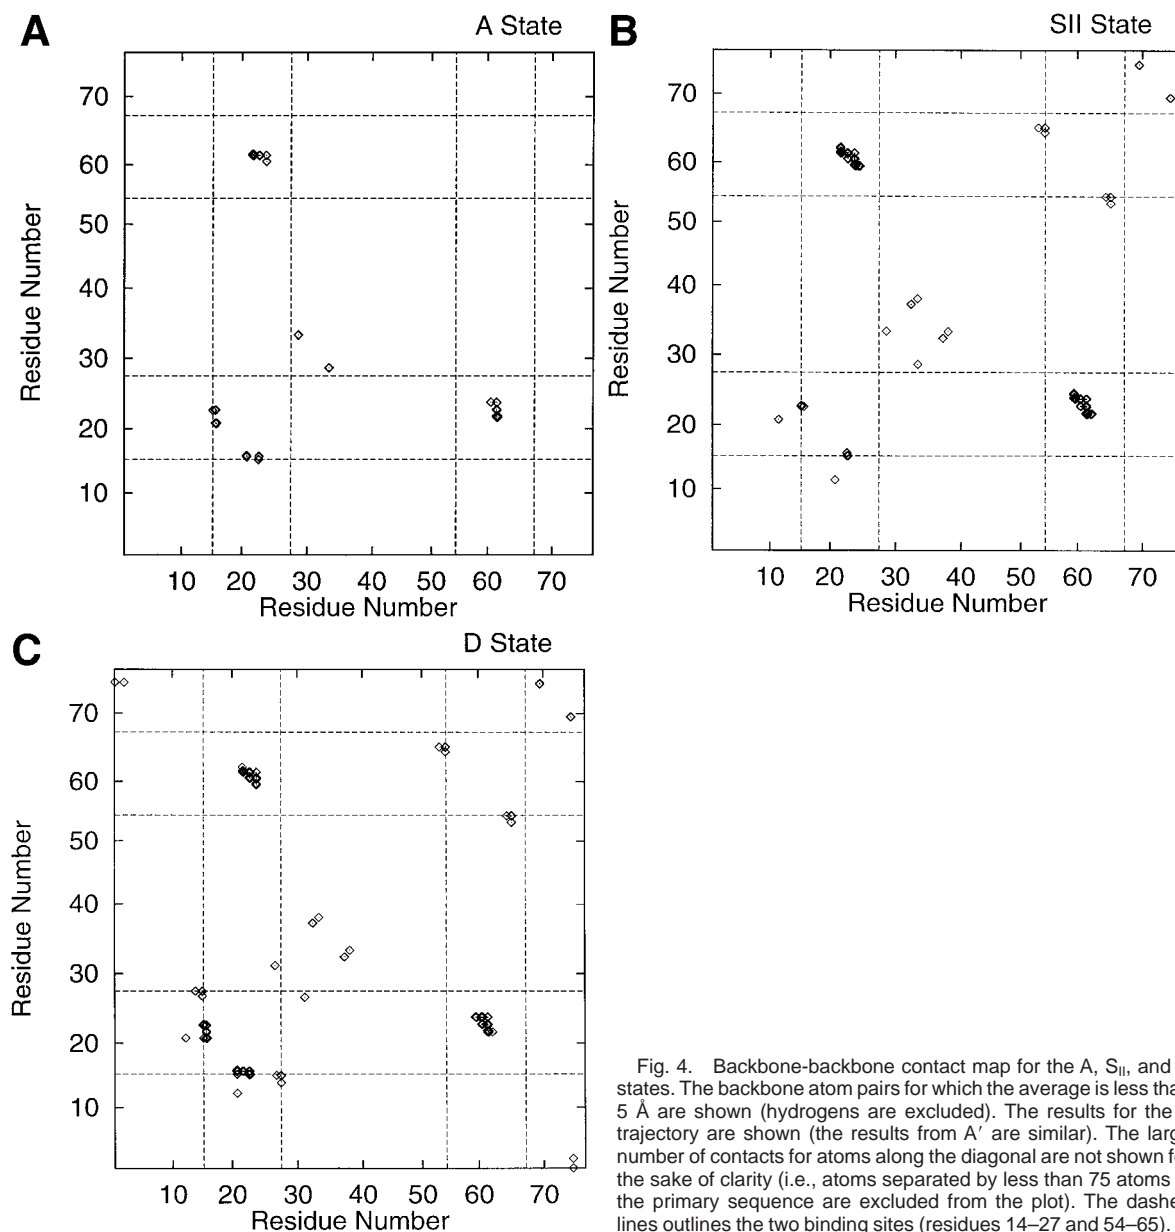 A
A State
70
60
50
40
30
20
10
Residue Number
10 20 30 40 50 60 70
Residue Number
B
SII State
70
60
50
40
30
20
10
Residue Number
10 20 30 40 50 60 70
Residue Number
C
D State
70
60
50
40
30
20
10
Residue Number
10 20 30 40 50 60 70
Residue Number
Fig. 4. Backbone-backbone contact map for the A, S_II, and
states. The backbone atom pairs for which the average is less tha
5 Å are shown (hydrogens are excluded). The results for the
trajectory are shown (the results from A′ are similar). The larg
number of contacts for atoms along the diagonal are not shown f
the sake of clarity (i.e., atoms separated by less than 75 atoms
the primary sequence are excluded from the plot). The dashe
lines outlines the two binding sites (residues 14–27 and 54–65).